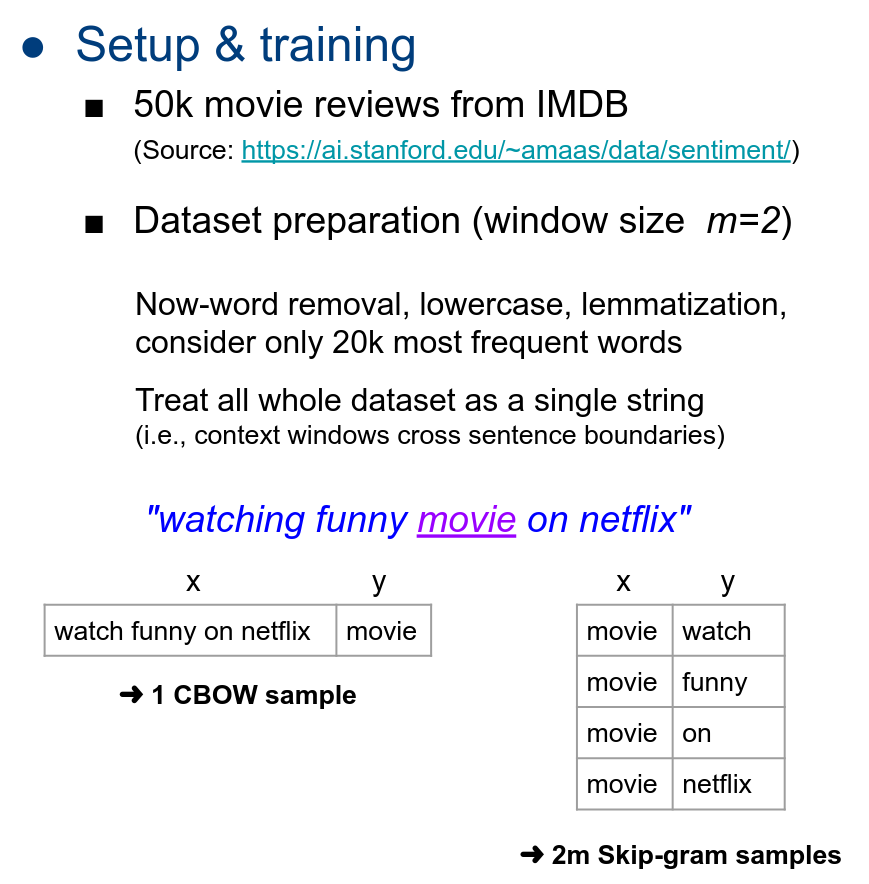 ● Setup & training
■ 50k movie reviews from IMDB
(Source: https://ai.stanford.edu/~amaas/data/sentiment/)
■ Dataset preparation (window size m=2)
Now-word removal, lowercase, lemmatization,
consider only 20k most frequent words
Treat all whole dataset as a single string
(i.e., context windows cross sentence boundaries)
"watching funny movie on netflix"
x y
watch funny on netflix movie
➜ 1 CBOW sample
x y
movie watch
movie funny
movie on
movie netflix
➜ 2m Skip-gram samples